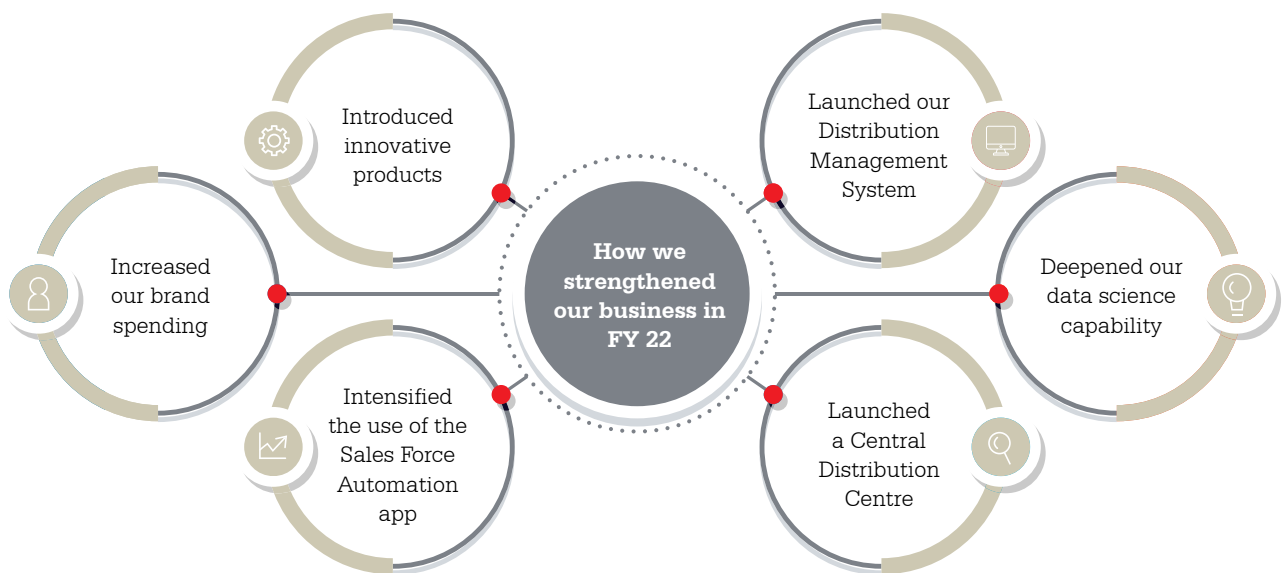 Introduced
innovative
products
Launched our
Distribution
Management
System
Increased
our brand
spending
How we
strengthened
our business in
FY 22
Deepened our
data science
capability
Intensified
the use of the
Sales Force
Automation
app
Launched
a Central
Distribution
Centre